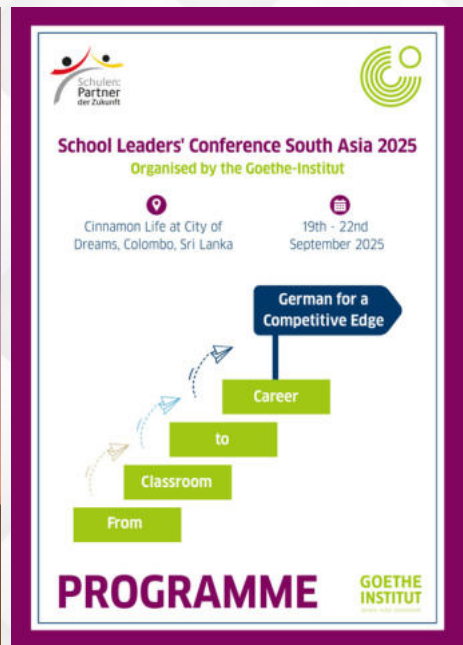 Schulen:
Partner
der Zukunft
School Leaders' Conference South Asia 2025
Organised by the Goethe-Institut
Cinnamon Life at City of
Dreams, Colombo, Sri Lanka
19th - 22nd
September 2025
German for a
Competitive Edge
Career
to
Classroom
From
PROGRAMME
GOETHE
INSTITUT